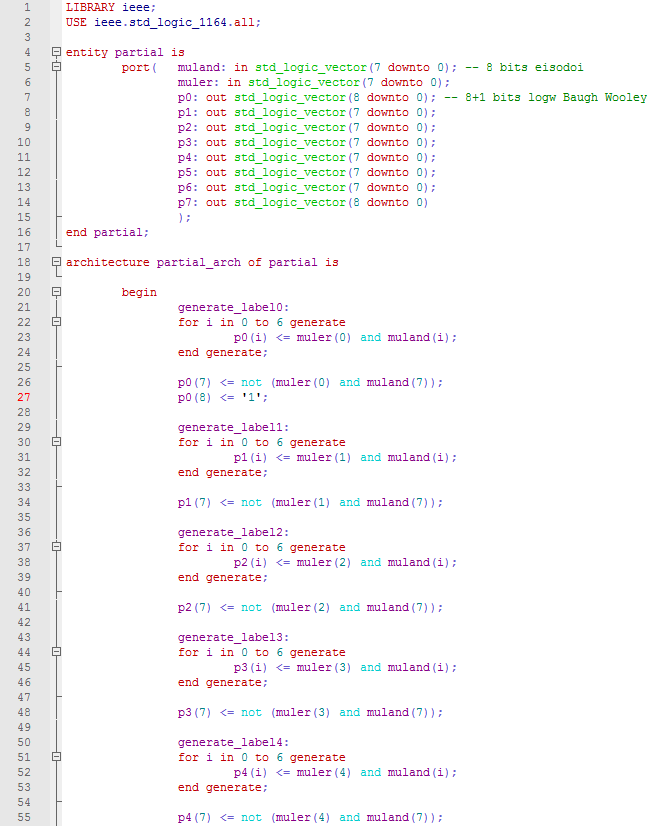 1 LIBRARY ieee;
2 USE ieee.std_logic_1164.all;
3
4 entity partial is
5 port( muland: in std_logic_vector(7 downto 0); -- 8 bits eisodoi
6 muler: in std_logic_vector(7 downto 0);
7 p0: out std_logic_vector(8 downto 0); -- 8+1 bits logw Baugh Wooley
8 p1: out std_logic_vector(7 downto 0);
9 p2: out std_logic_vector(7 downto 0);
10 p3: out std_logic_vector(7 downto 0);
11 p4: out std_logic_vector(7 downto 0);
12 p5: out std_logic_vector(7 downto 0);
13 p6: out std_logic_vector(7 downto 0);
14 p7: out std_logic_vector(8 downto 0)
15 );
16 end partial;
17
18 architecture partial_arch of partial is
19
20 begin
21 generate_label0:
22 for i in 0 to 6 generate
23 p0(i) <= muler(0) and muland(i);
24 end generate;
25
26 p0(7) <= not (muler(0) and muland(7));
27 p0(8) <= '1';
28
29 generate_label1:
30 for i in 0 to 6 generate
31 p1(i) <= muler(1) and muland(i);
32 end generate;
33
34 p1(7) <= not (muler(1) and muland(7));
35
36 generate_label2:
37 for i in 0 to 6 generate
38 p2(i) <= muler(2) and muland(i);
39 end generate;
40
41 p2(7) <= not (muler(2) and muland(7));
42
43 generate_label3:
44 for i in 0 to 6 generate
45 p3(i) <= muler(3) and muland(i);
46 end generate;
47
48 p3(7) <= not (muler(3) and muland(7));
49
50 generate_label4:
51 for i in 0 to 6 generate
52 p4(i) <= muler(4) and muland(i);
53 end generate;
54
55 p4(7) <= not (muler(4) and muland(7));